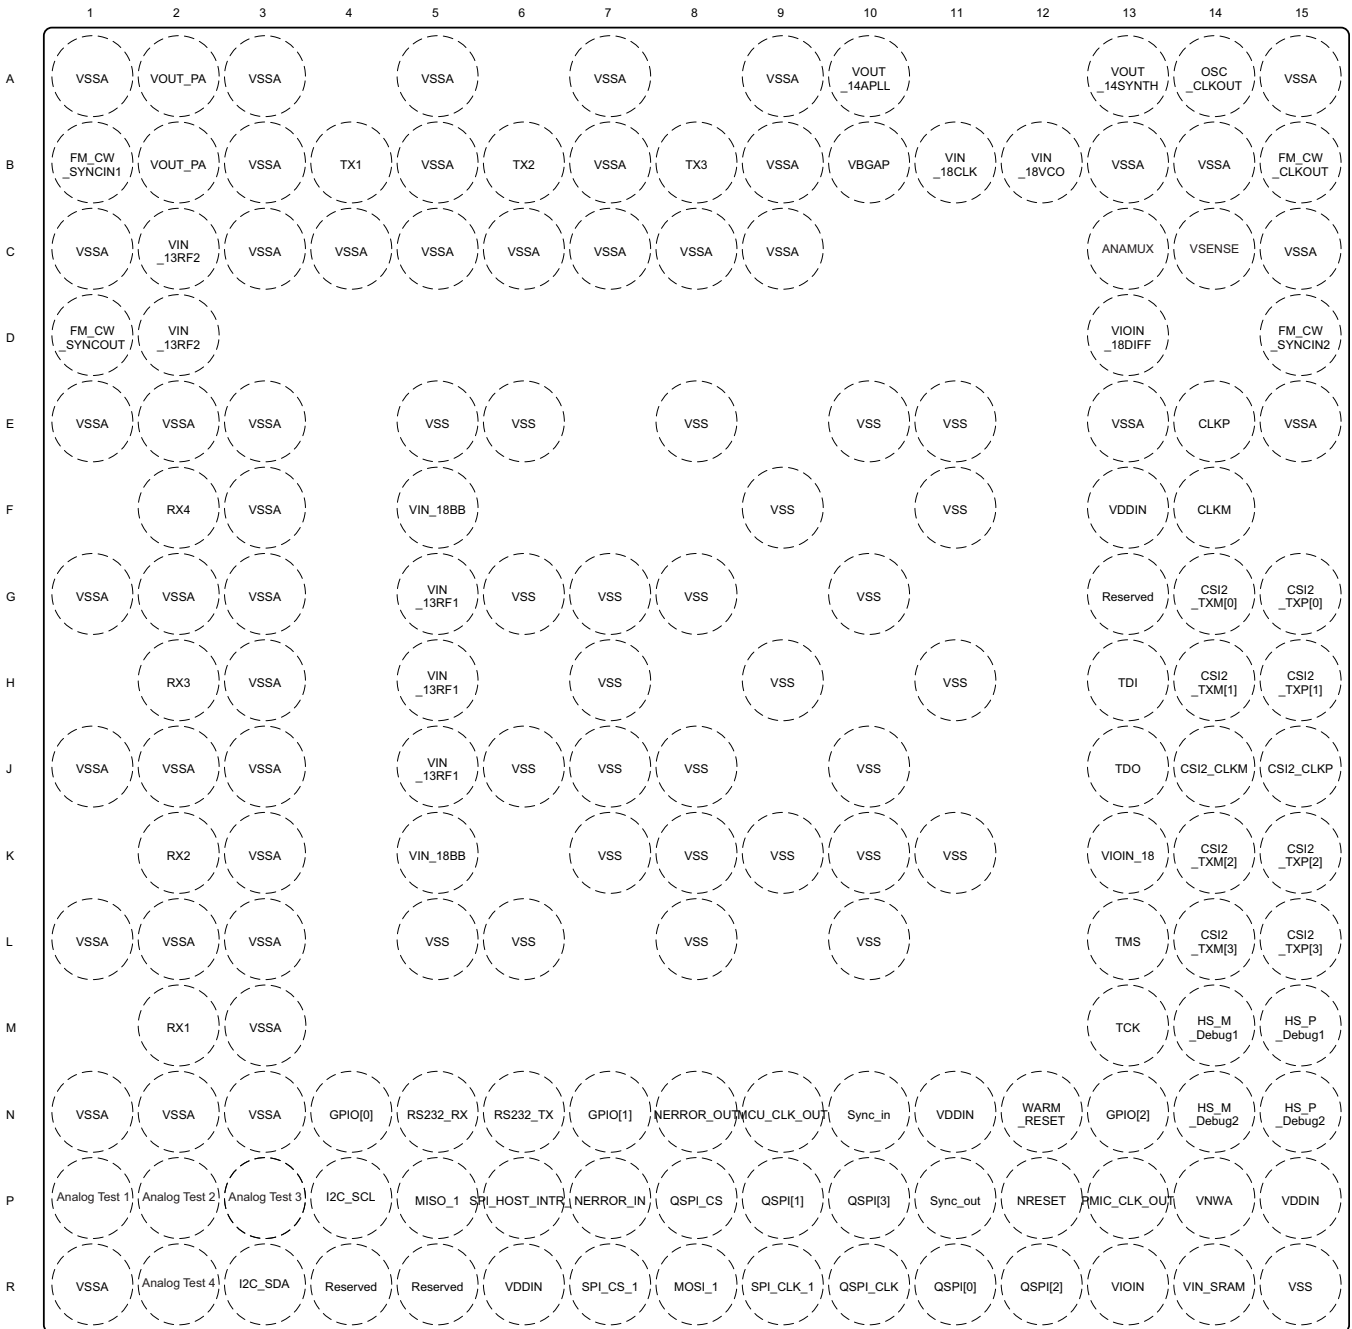 1 2 3 4 5 6 7 8 9 10 11 12 13 14 15
A VSSA VOUT_PA VSSA VSSA VSSA VSSA VOUT
_14APLL VOUT
_14SYNTH OSC
_CLKOUT VSSA
B FM_CW
_SYNCIN1 VOUT_PA VSSA TX1 VSSA TX2 VSSA TX3 VSSA VBGAP VIN
_18CLK VIN
_18VCO VSSA VSSA FM_CW
_CLKOUT
C VSSA VIN
_13RF2 VSSA VSSA VSSA VSSA VSSA VSSA VSSA ANAMUX VSENSE VSSA
D FM_CW
_SYNCOUT VIN
_13RF2 VIOIN
_18DIFF FM_CW
_SYNCIN2
E VSSA VSSA VSSA VSS VSS VSS VSS VSS VSSA CLKP VSSA
F RX4 VSSA VIN_18BB VSS VSS VDDIN CLKM
G VSSA VSSA VSSA VIN
_13RF1 VSS VSS VSS VSS Reserved CSI2
_TXM[0] CSI2
_TXP[0]
H RX3 VSSA VIN
_13RF1 VSS VSS VSS TDI CSI2
_TXM[1] CSI2
_TXP[1]
J VSSA VSSA VSSA VIN
_13RF1 VSS VSS VSS VSS TDO CSI2_CLKM CSI2_CLKP
K RX2 VSSA VIN_18BB VSS VSS VSS VSS VSS VIOIN_18 CSI2
_TXM[2] CSI2
_TXP[2]
L VSSA VSSA VSSA VSS VSS VSS VSS TMS CSI2
_TXM[3] CSI2
_TXP[3]
M RX1 VSSA TCK HS_M
_Debug1 HS_P
_Debug1
N VSSA VSSA VSSA GPIO[0] RS232_RX RS232_TX GPIO[1] NERROR_OUT MCU_CLK_OUT Sync_in VDDIN WARM
_RESET GPIO[2] HS_M
_Debug2 HS_P
_Debug2
P Analog Test 1 Analog Test 2 Analog Test 3 I2C_SCL MISO_1 SPI_HOST_INTR_ NERROR_IN QSPI_CS QSPI[1] QSPI[3] Sync_out NRESET PMIC_CLK_OUT VNWA VDDIN
R VSSA Analog Test 4 I2C_SDA Reserved Reserved VDDIN SPI_CS_1 MOSI_1 SPI_CLK_1 QSPI_CLK QSPI[0] QSPI[2] VIOIN VIN_SRAM VSS